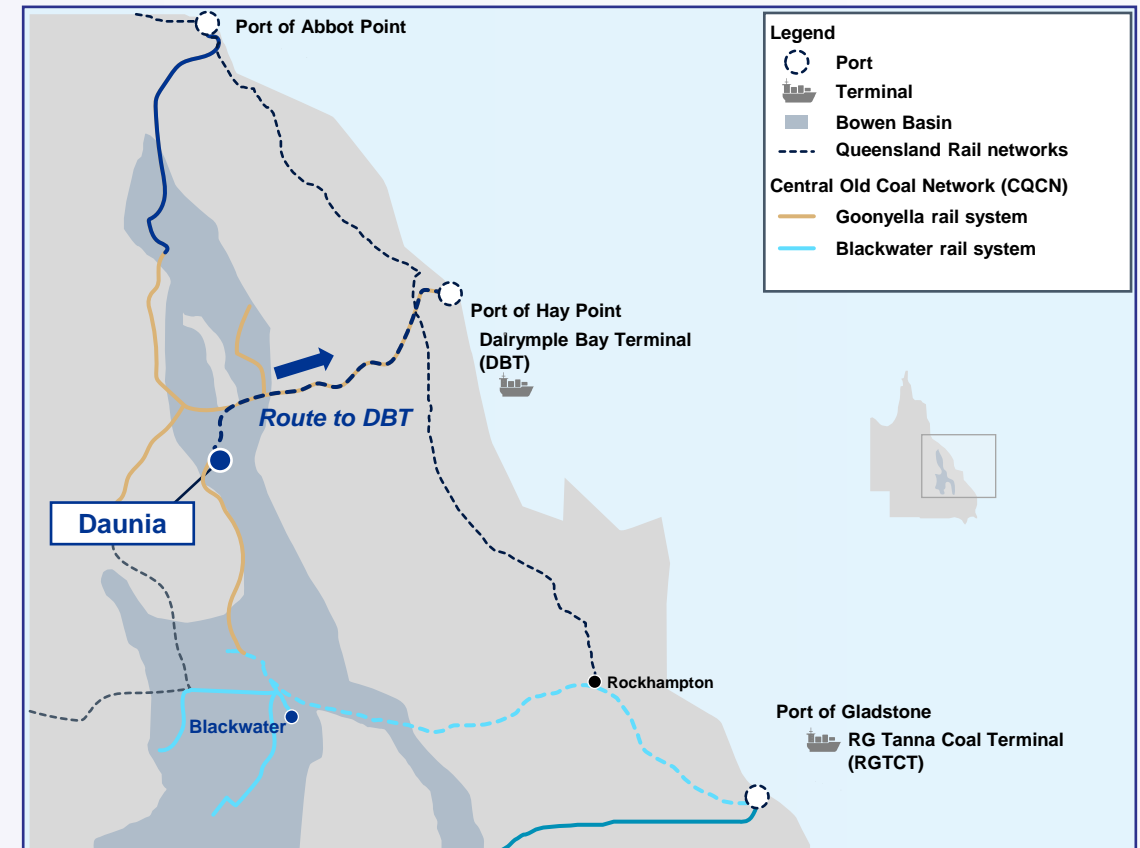 Port of Abbot Point
Legend
Port
Terminal
Bowen Basin
Queensland Rail networks
Central Old Coal Network (CQCN)
Goonyella rail system
Blackwater rail system
Port of Hay Point
Dalrymple Bay Terminal
(DBT)
Route to DBT
Daunia
Rockhampton
Blackwater
Port of Gladstone
RG Tanna Coal Terminal
(RGTCT)